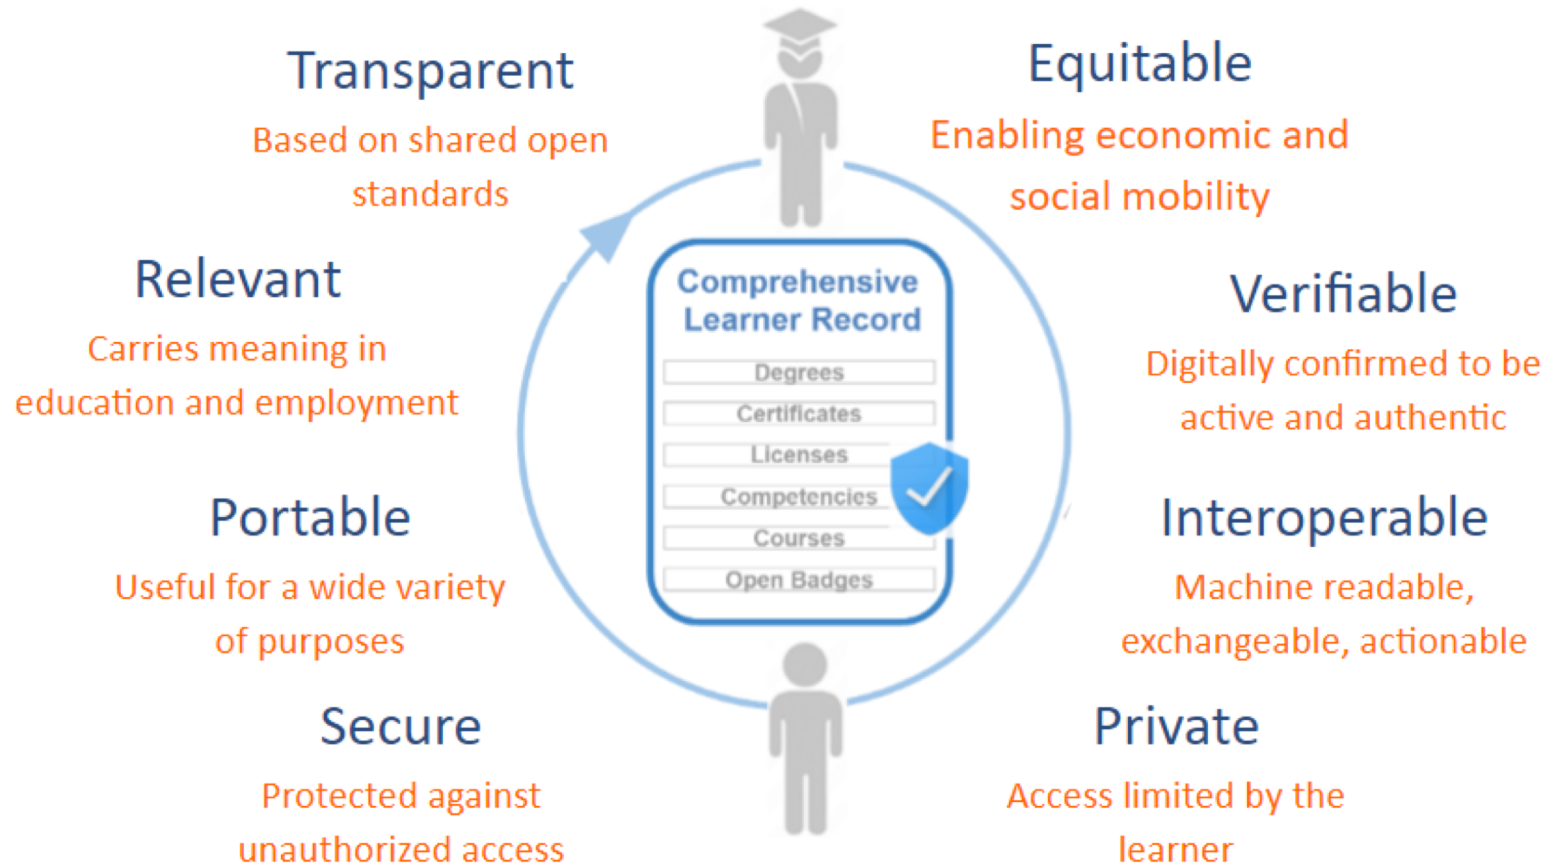 Transparent
Based on shared open
standards
Relevant
Carries meaning in
education and employment
Portable
Useful for a wide variety
of purposes
Secure
Protected against
unauthorized access
Comprehensive
Learner Record
Degrees
Certificates
Licenses
Competencies
Courses
Open Badges
Equitable
Enabling economic and
social mobility
Verifiable
Digitally confirmed to be
active and authentic
Interoperable
Machine readable,
exchangeable, actionable
Private
Access limited by the
learner